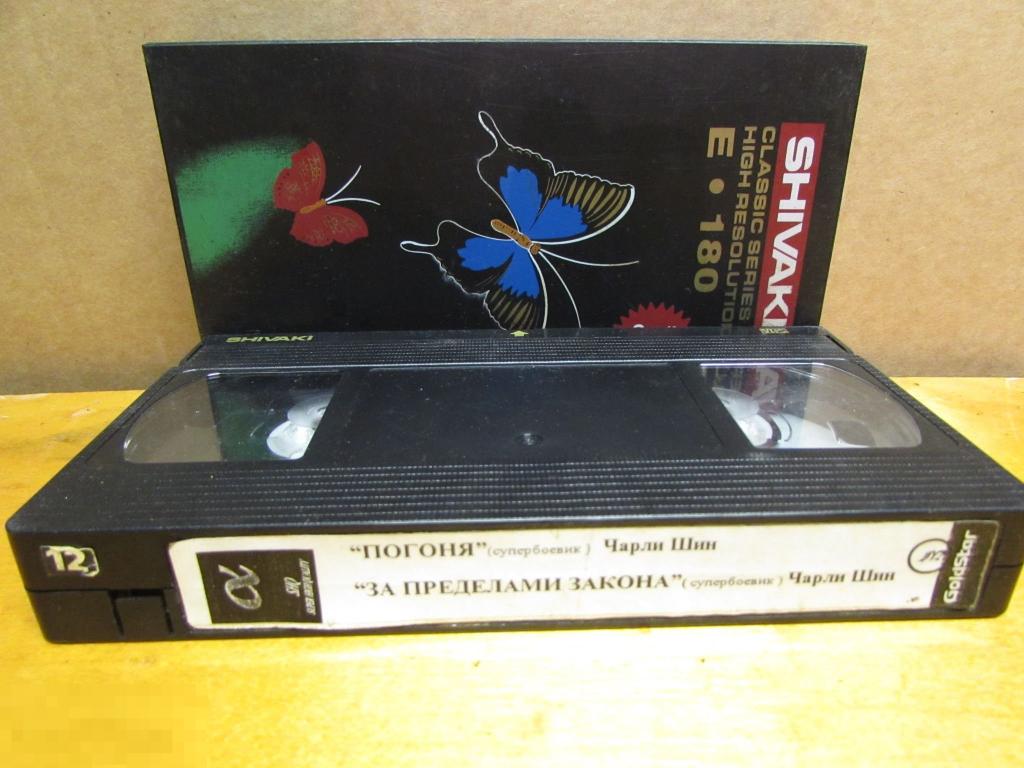 SHIVAKI
CLASSIC SERIES
HIGH RESOLUTIO
E • 180
SHIVAKI
VHS
12
"ПОГОНЯ" (супербоевик) Чарли Шин
"ЗА ПРЕДЕЛАМИ ЗАКОНА" (супербоевик) Чарли Шин
GoldStar